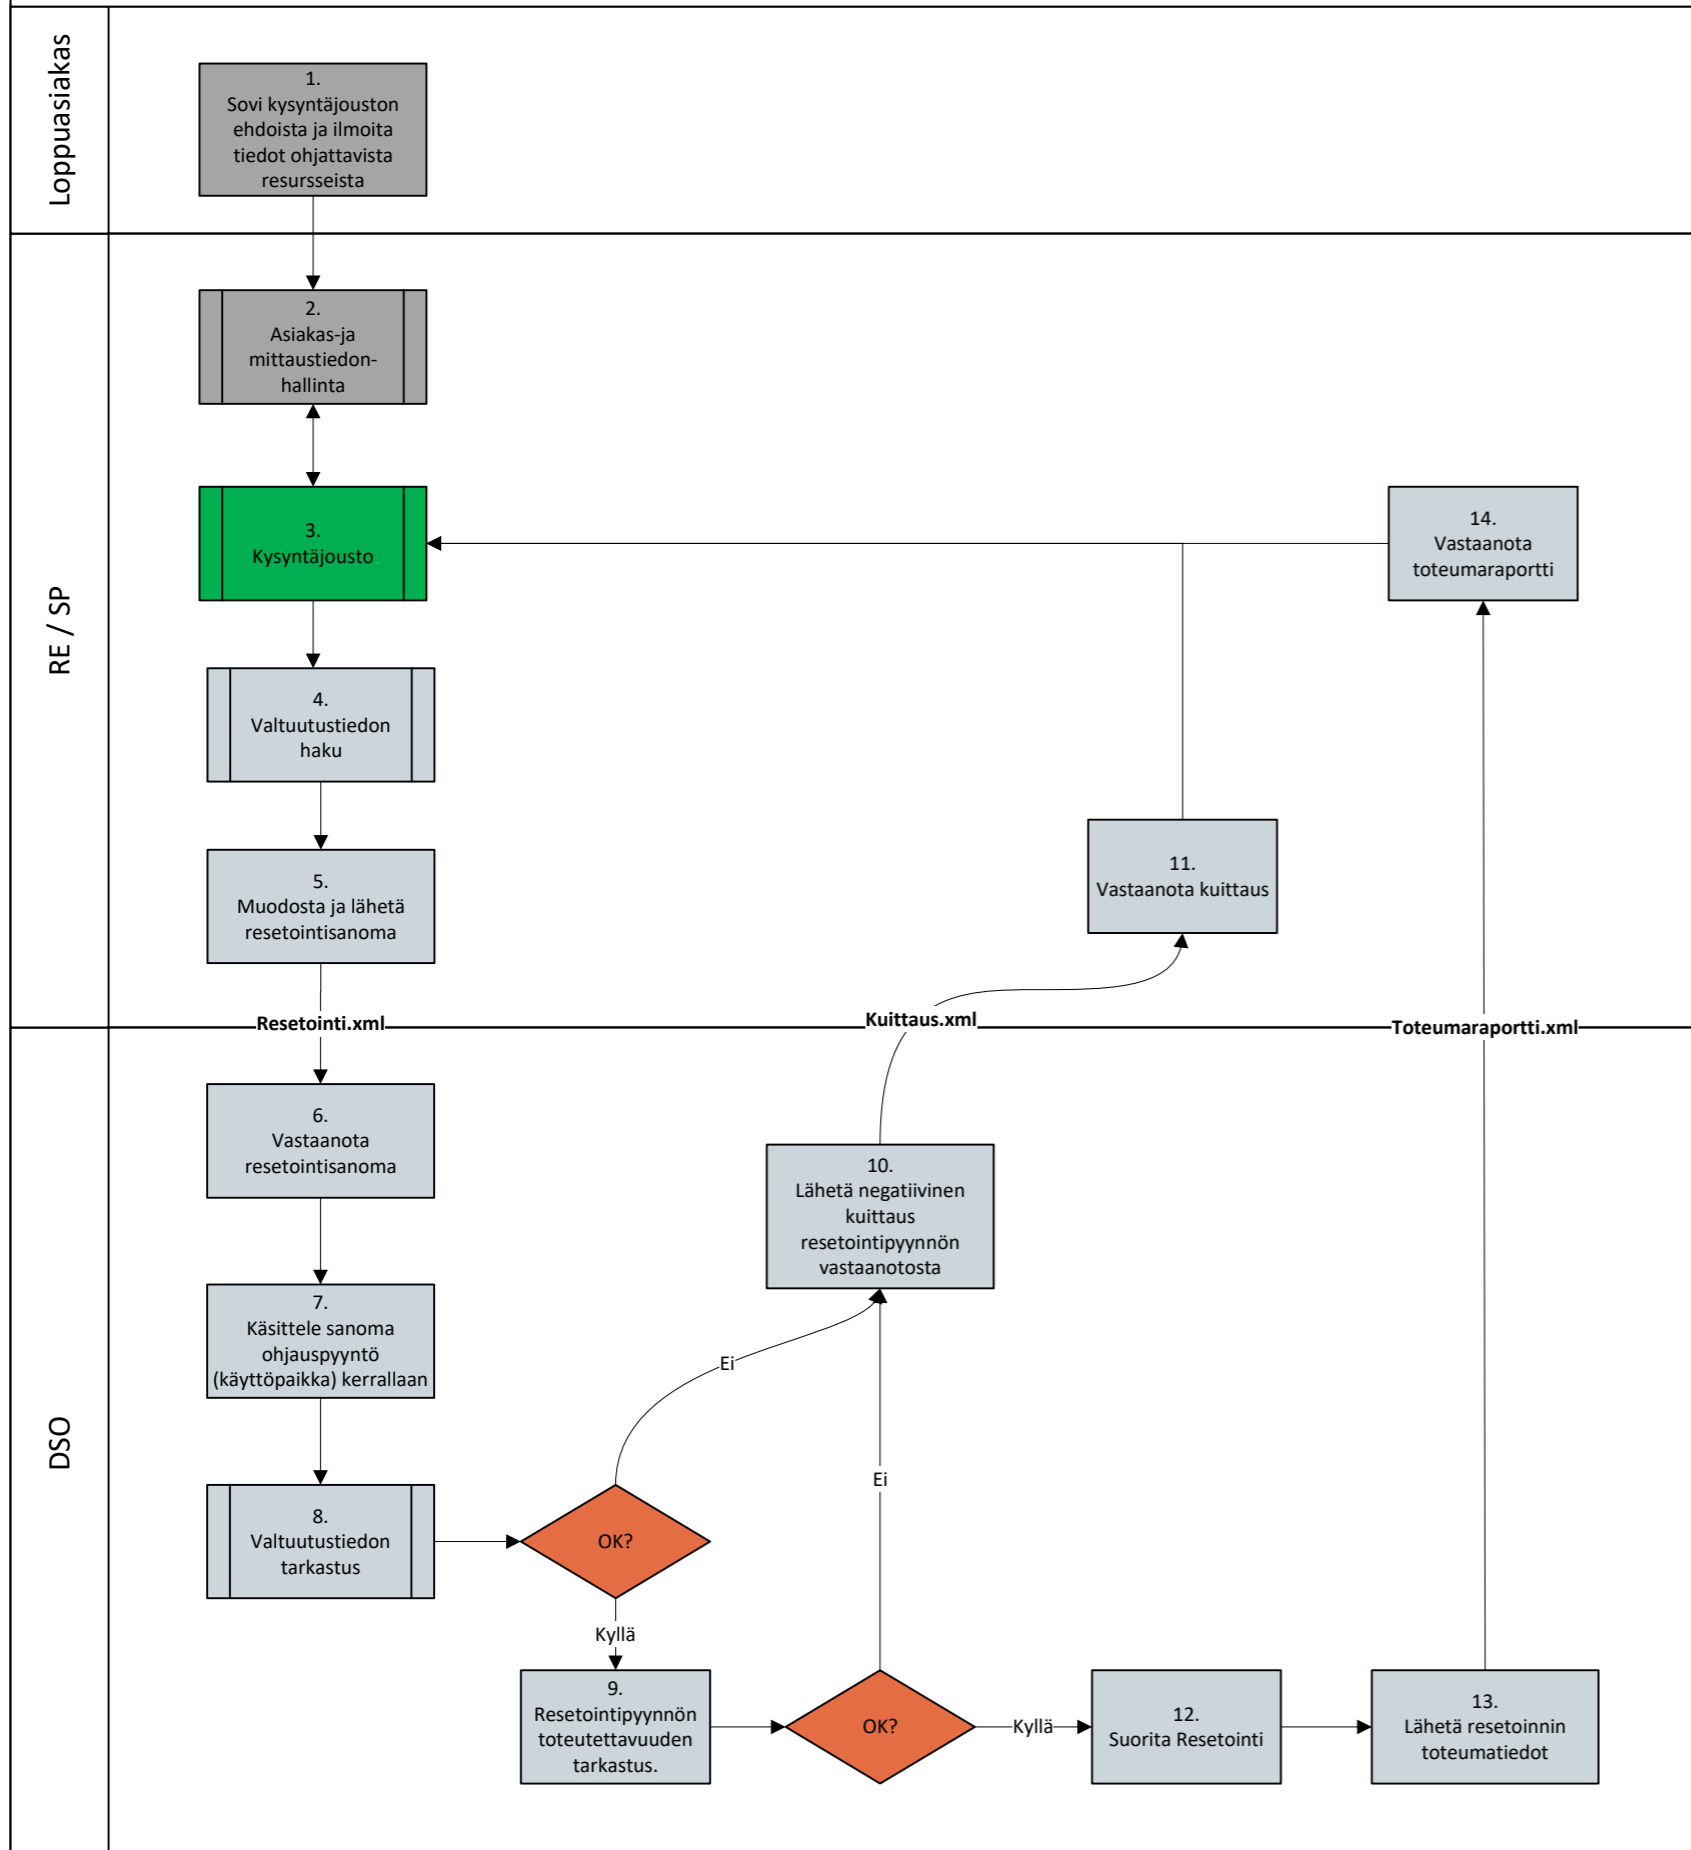 Loppuasiakas
1.
Sovi kysyntäjouston
ehdoista ja ilmoita
tiedot ohjattavista
resursseista
RE / SP
2.
Asiakas-ja
mittaustiedon-
hallinta
3.
Kysyntäjousto
14.
Vastaanota
toteumaraportti
4.
Valtuutustiedon
haku
5.
Muodosta ja lähetä
resetointisanoma
11.
Vastaanota kuittaus
Resetointi.xml
Kuittaus.xml
Toteumaraportti.xml
DSO
6.
Vastaanota
resetointisanoma
10.
Lähetä negatiivinen
kuittaus
resetointipyynnön
vastaanotosta
7.
Käsittele sanoma
ohjauspyyntö
(käyttöpaikka) kerrallaan
Ei
Ei
8.
Valtuutustiedon
tarkastus
OK?
Kyllä
9.
Resetointipyynnön
toteutettavuuden
tarkastus.
OK?
Kyllä
12.
Suorita Resetointi
13.
Lähetä resetoinnin
toteumatiedot